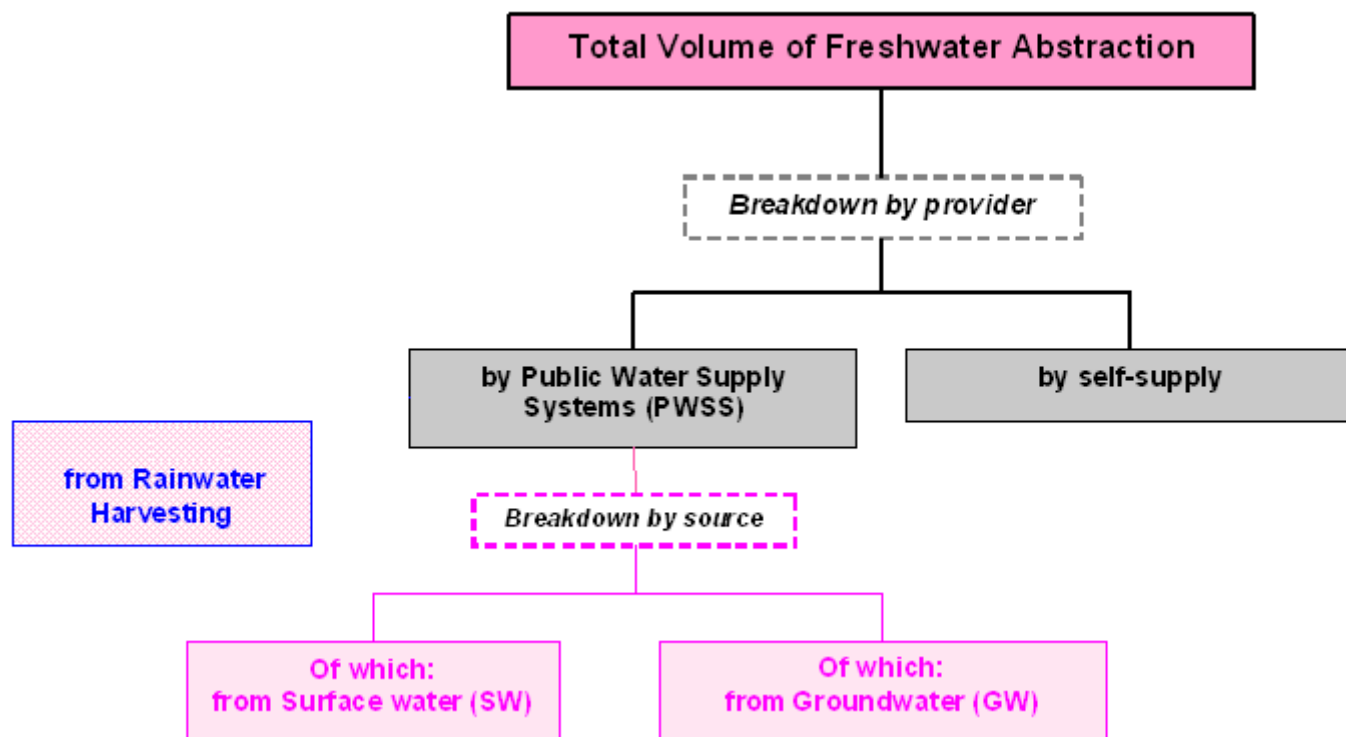 Total Volume of Freshwater Abstraction
Breakdown by provider
by Public Water Supply
Systems (PWSS)
by self-supply
from Rainwater
Harvesting
Breakdown by source
Of which:
from Surface water (SW)
Of which:
from Groundwater (GW)